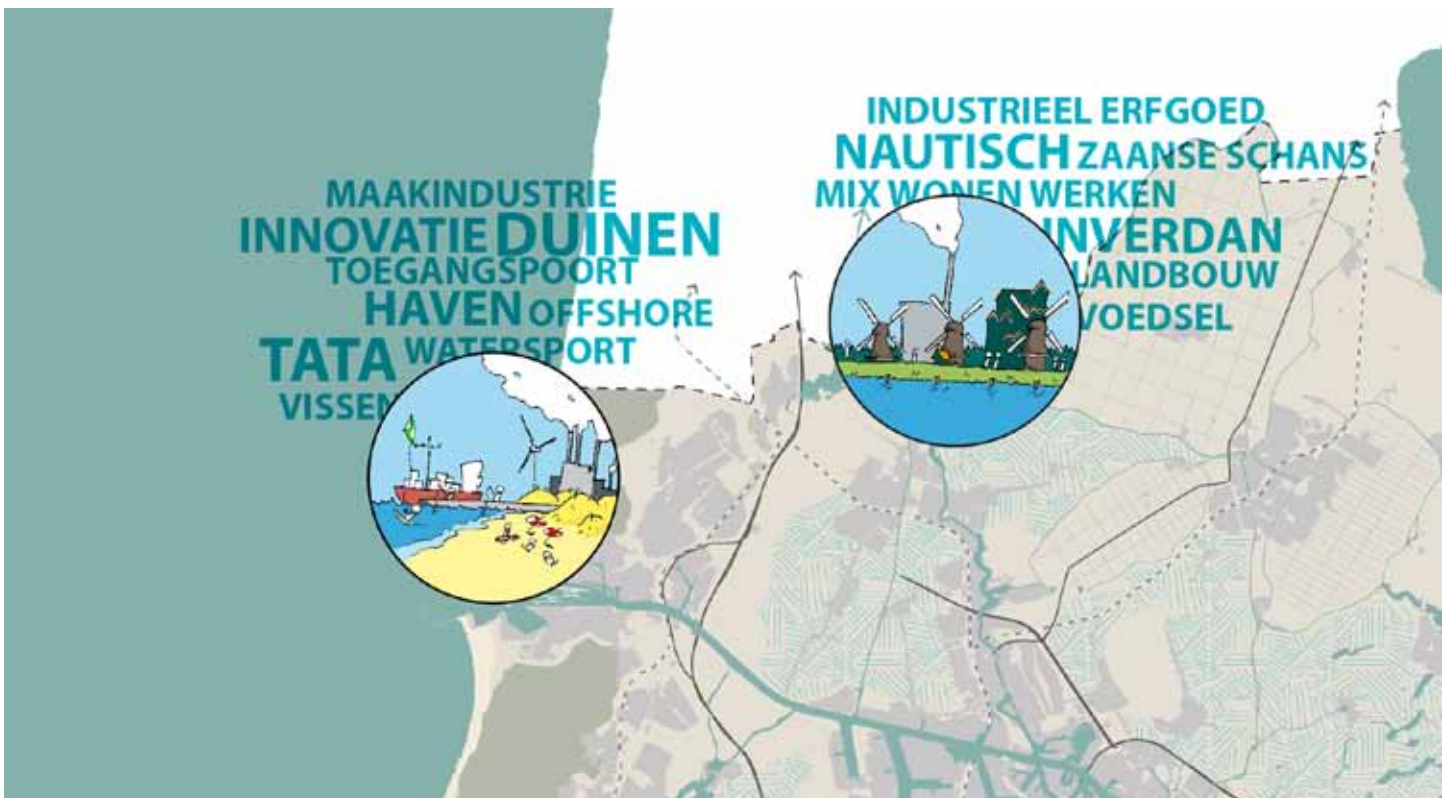 MAAKINDUSTRIE
INNOVATIE DUINEN
TOEGANGSPOORT
HAVEN OFFSHORE
TATA WATERSPORT
VISSEN
INDUSTRIEEL ERFGOED
NAUTISCH ZAANSE SCHANS
MIX WONEN WERKEN
INVERDAN
LANDBOUW
VOEDSEL